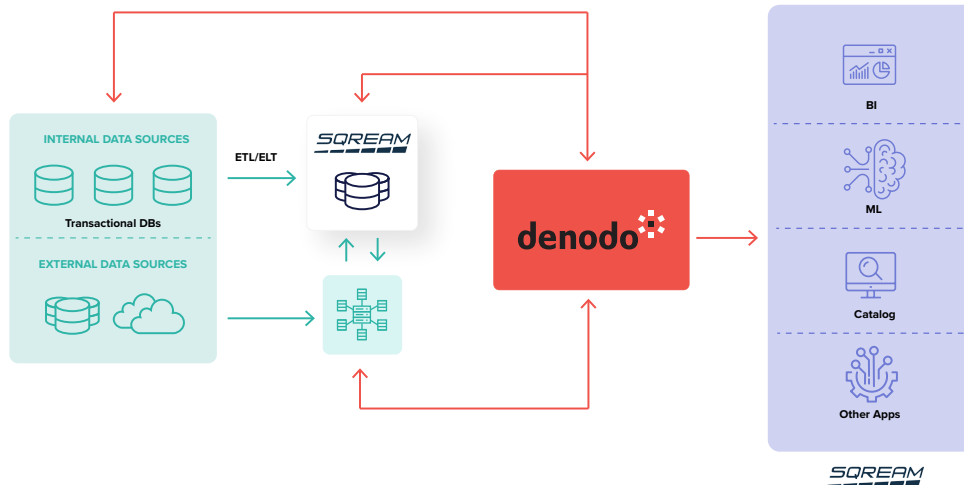 INTERNAL DATA SOURCES
Transactional DBs
EXTERNAL DATA SOURCES
ETL/ELT
SQREAM
denodo
BI
ML
Catalog
Other Apps
SQREAM